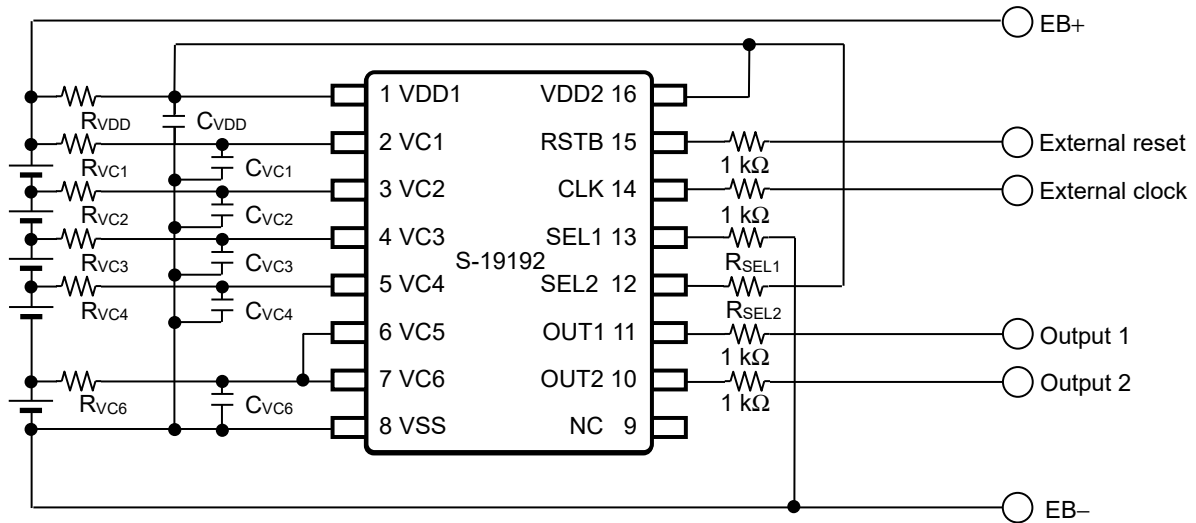 EB+
1 VDD1
VDD2 16
RVDD
CVDD
2 VC1
RSTB 15
External reset
RVC1
CVC1
1 kΩ
3 VC2
CLK 14
External clock
RVC2
CVC2
1 kΩ
4 VC3
SEL1 13
S-19192
RVC3
CVC3
RSEL1
5 VC4
SEL2 12
RVC4
CVC4
RSEL2
6 VC5
OUT1 11
Output 1
1 kΩ
7 VC6
OUT2 10
Output 2
RVC6
CVC6
1 kΩ
8 VSS
NC 9
EB−